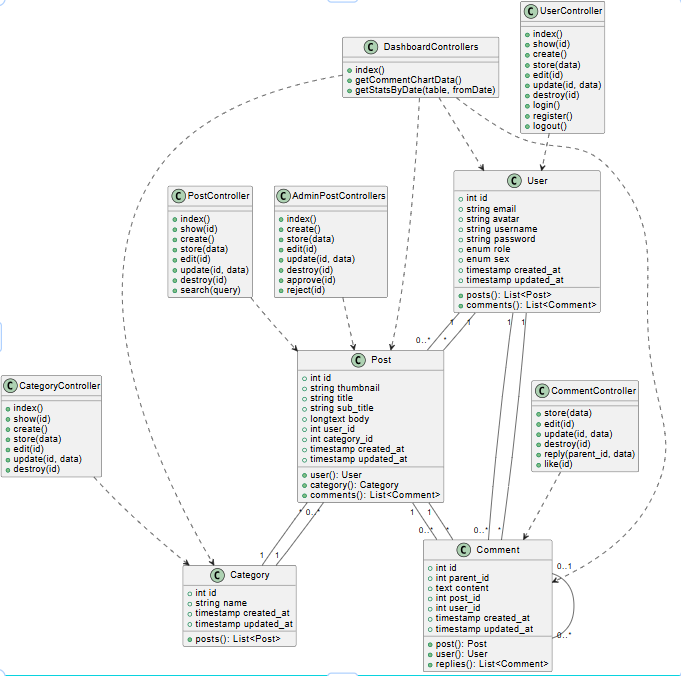 C UserController
index()
show(id)
create()
store(data)
edit(id)
update(id, data)
destroy(id)
login()
register()
logout()
C DashboardControllers
index()
getCommentChartData()
getStatsByDate(table, fromDate)
C User
int id
string email
string avatar
string username
string password
enum role
enum sex
timestamp created_at
timestamp updated_at
posts(): List<Post>
comments(): List<Comment>
C PostController
index()
show(id)
create()
store(data)
edit(id)
update(id, data)
destroy(id)
search(query)
C AdminPostControllers
index()
create()
store(data)
edit(id)
update(id, data)
destroy(id)
approve(id)
reject(id)
1 1 1 1
0..* *
C Post
int id
string thumbnail
string title
string sub_title
longtext body
int user_id
int category_id
timestamp created_at
timestamp updated_at
user(): User
category(): Category
comments(): List<Comment>
C CategoryController
index()
show(id)
create()
store(data)
edit(id)
update(id, data)
destroy(id)
C CommentController
store(data)
edit(id)
update(id, data)
destroy(id)
reply(parent_id, data)
like(id)
* 0..* 1 1
0..* * 0..* *
1 1
C Category
int id
string name
timestamp created_at
timestamp updated_at
posts(): List<Post>
C Comment
int id
int parent_id
text content
int post_id
int user_id
timestamp created_at
timestamp updated_at
post(): Post
user(): User
replies(): List<Comment>
0..1
0..*